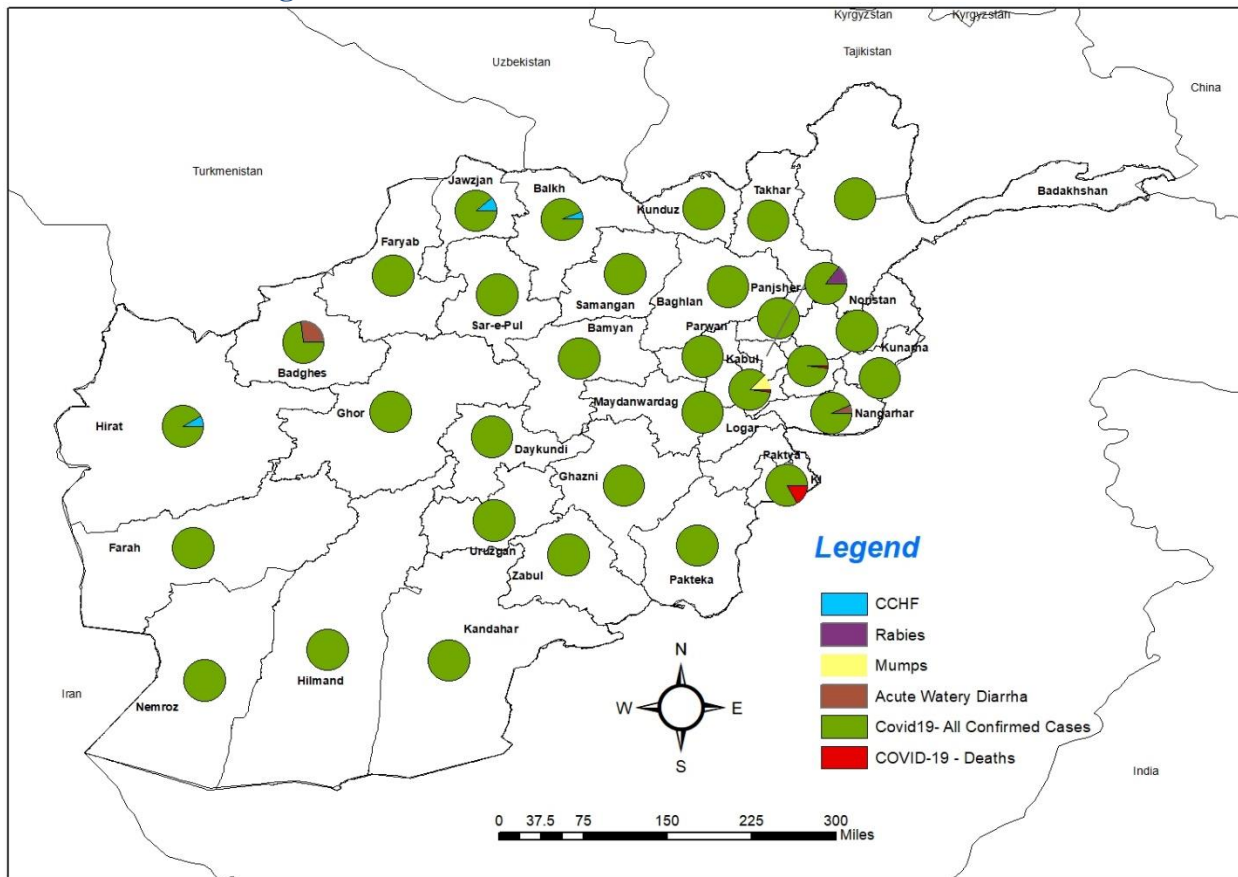 Kyrgyzstan
Kyrgyzstan
Tajikistan
Uzbekistan
China
Turkmenistan
Jawzjan
Balkh
Kunduz
Takhar
Badakhshan
Faryab
Samangan
Baghlan
Panjsher
Noristan
Sar-e-Pul
Bamyan
Parwan
Kunarha
Badghes
Kabul
Ghor
Maydanwardag
Nangarhar
Hirat
Logar
Daykundi
Ghazni
Paktya
Kl
Farah
Uruzgan
Zabul
Pakteka
Kandahar
Hilmand
Nemroz
Iran
India
Legend
CCHF
Rabies
Mumps
Acute Watery Diarrha
Covid19- All Confirmed Cases
COVID-19 - Deaths
N
W
E
S
0 37.5 75 150 225 300
Miles